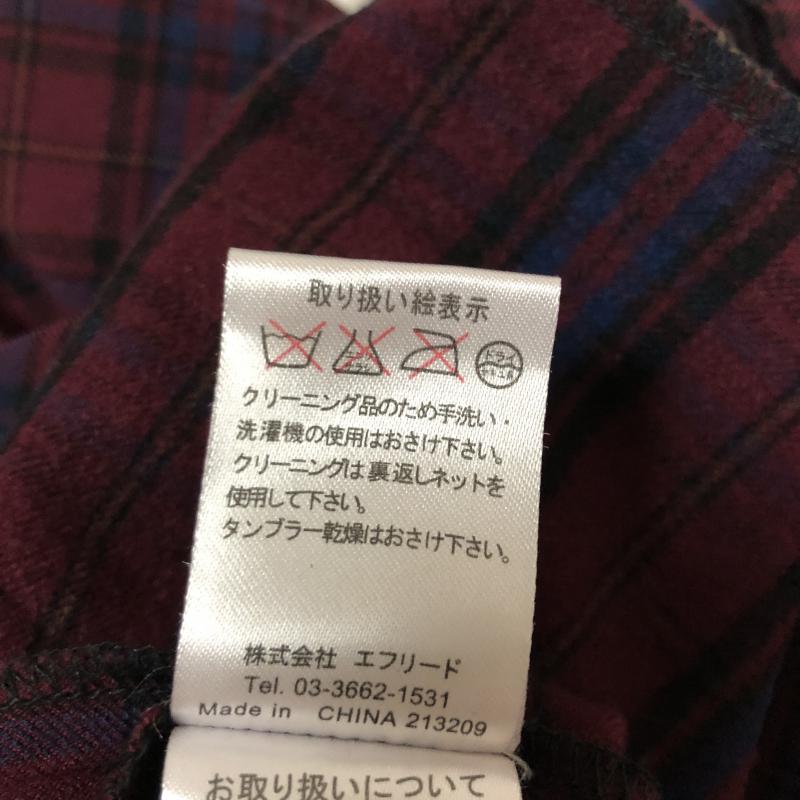 取り扱い絵表示
ドライ
クリーニング品のため手洗い・
洗濯機の使用はおさけ下さい。
クリーニングは裏返しネットを
使用して下さい。
タンブラー乾燥はおさけ下さい。
株式会社 エフリード
Tel. 03-3662-1531
Made in CHINA 213209
お取り扱いについて